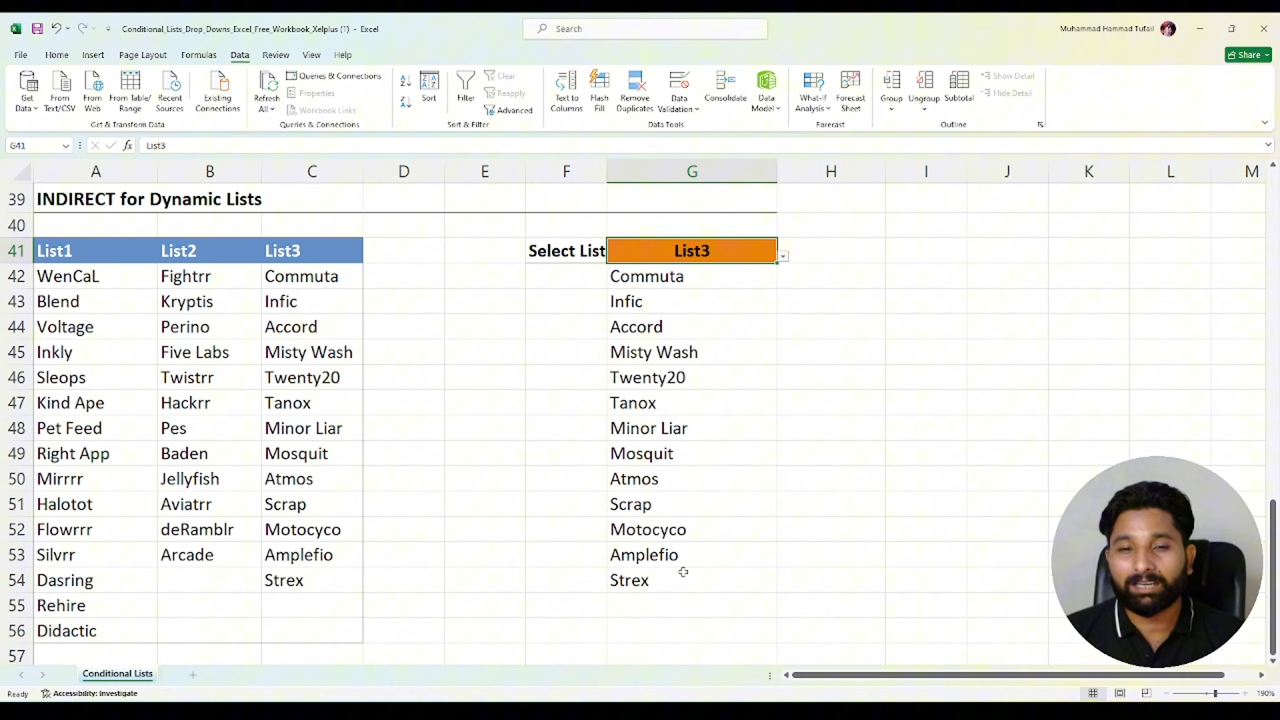 Conditional_Lists_Drop_Downs_Excel_Free_Workbook_Xelplus (1) - Excel
Search
Muhammad Hammad Tufail
File Home Insert Page Layout Formulas Data Review View Help
Share
Get Data
From Text/CSV
From Web
From Table/ Range
Recent Sources
Existing Connections
Get & Transform Data
Refresh All
Queries & Connections
Properties
Workbook Links
Queries & Connections
Sort
Filter
Clear
Reapply
Advanced
Sort & Filter
Text to Columns
Flash Fill
Remove Duplicates
Data Validation
Consolidate
Data Model
Data Tools
What-If Analysis
Forecast Sheet
Forecast
Group
Ungroup
Subtotal
Show Detail
Hide Detail
Outline
G41 fx List3
A B C D E F G H I J K L M
39 INDIRECT for Dynamic Lists
40
41 List1 List2 List3 Select List List3
42 WenCaL Fightrr Commuta Commuta
43 Blend Kryptis Infic Infic
44 Voltage Perino Accord Accord
45 Inkly Five Labs Misty Wash Misty Wash
46 Sleops Twistrr Twenty20 Twenty20
47 Kind Ape Hackrr Tanox Tanox
48 Pet Feed Pes Minor Liar Minor Liar
49 Right App Baden Mosquit Mosquit
50 Mirrrr Jellyfish Atmos Atmos
51 Halotot Aviatrr Scrap Scrap
52 Flowrrr deRamblr Motocyco Motocyco
53 Silvrr Arcade Amplefio Amplefio
54 Dasring Strex Strex
55 Rehire
56 Didactic
57
Conditional Lists
Ready Accessibility: Investigate 190%